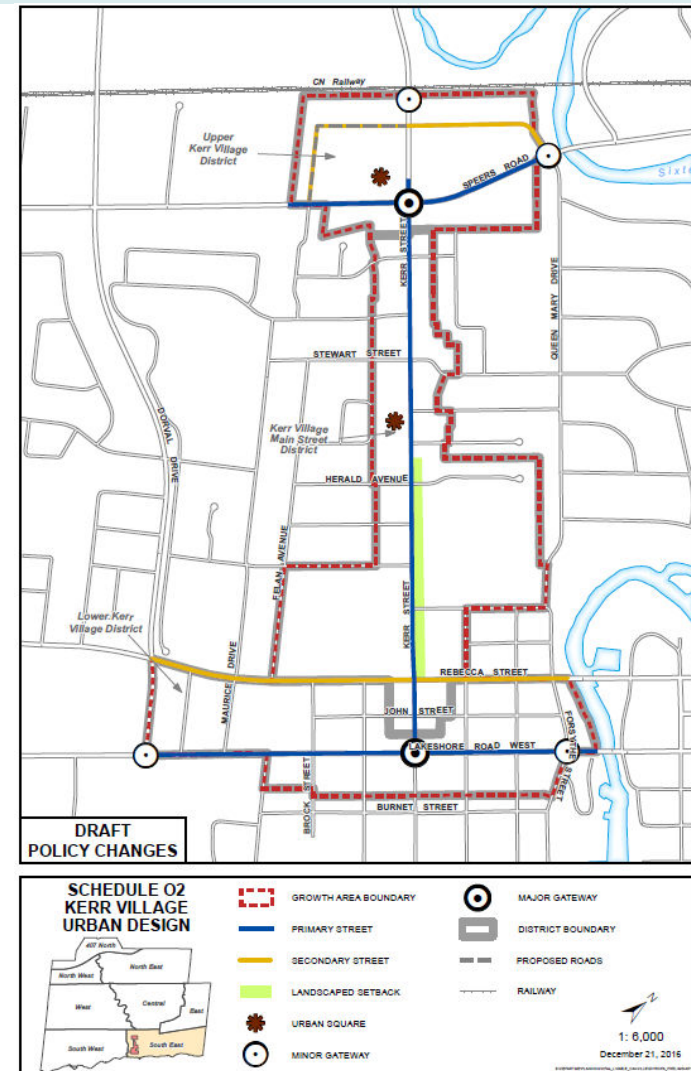 CN Railway
Upper
Kerr Village
District
SPEERS ROAD
Sixte
KERR STREET
QUEEN MARY DRIVE
STEWART STREET
DORVAL DRIVE
Kerr Village
Main Street
District
HERALD AVENUE
FELAN AVENUE
KERR STREET
Lower Kerr
Village District
MAURICE DRIVE
REBECCA STREET
JOHN STREET
FORSYTHE STREET
LAKESHORE ROAD WEST
BROCK STREET
BURNET STREET
DRAFT
POLICY CHANGES
SCHEDULE O2
KERR VILLAGE
URBAN DESIGN
407 North
North West
North East
West
Central
East
South West
South East
GROWTH AREA BOUNDARY
PRIMARY STREET
SECONDARY STREET
LANDSCAPED SETBACK
URBAN SQUARE
MINOR GATEWAY
MAJOR GATEWAY
DISTRICT BOUNDARY
PROPOSED ROADS
RAILWAY
N
1: 6,000
December 21, 2016